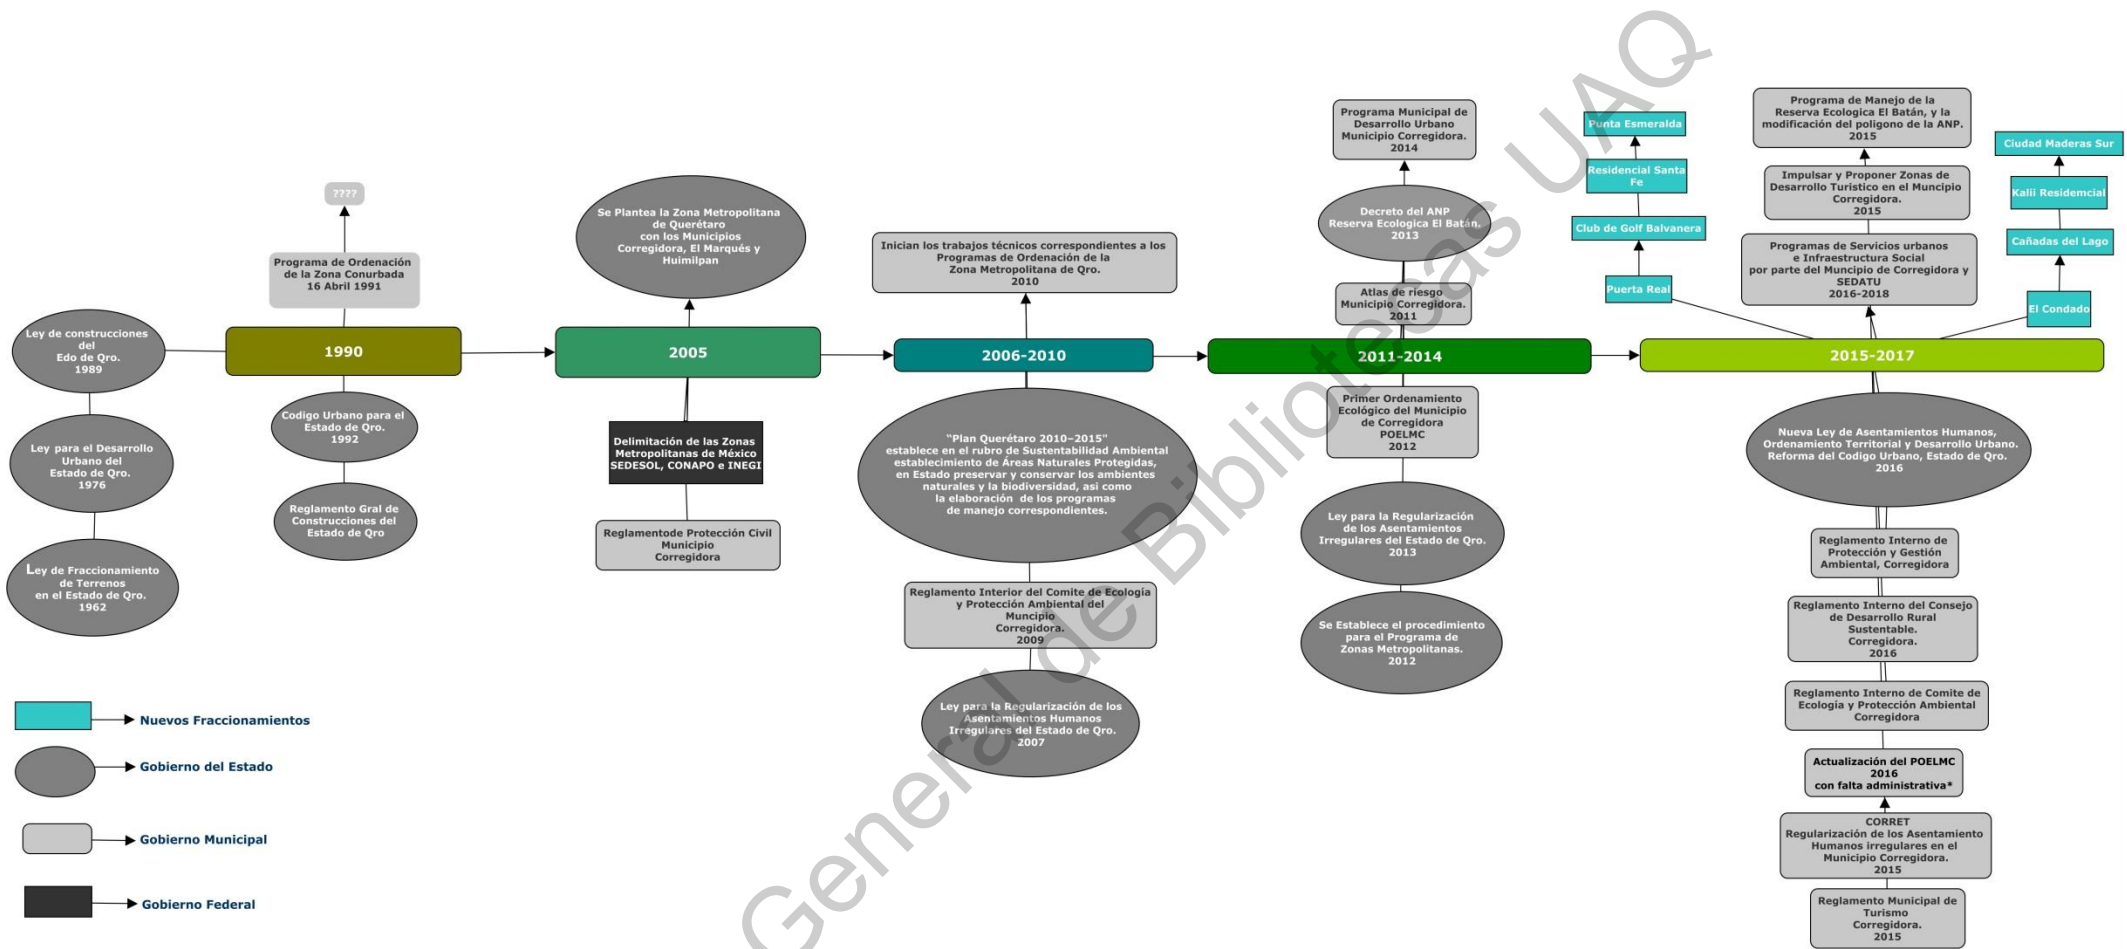 ????
Programa de Ordenación
de la Zona Conurbada
16 Abril 1991
Ley de construcciones
del
Edo de Qro.
1989
1990
Ley para el Desarrollo
Urbano del
Estado de Qro.
1976
Codigo Urbano para el
Estado de Qro.
1992
Ley de Fraccionamiento
de Terrenos
en el Estado de Qro.
1962
Reglamento Gral de
Construcciones del
Estado de Qro
Se Plantea la Zona Metropolitana
de Querétaro
con los Municipios
Corregidora, El Marqués y
Huimilpan
2005
Delimitación de las Zonas
Metropolitanas de México
SEDESOL, CONAPO e INEGI
Reglamentode Protección Civil
Municipio
Corregidora
Inician los trabajos técnicos correspondientes a los
Programas de Ordenación de la
Zona Metropolitana de Qro.
2010
2006-2010
"Plan Querétaro 2010–2015"
establece en el rubro de Sustentabilidad Ambiental
establecimiento de Áreas Naturales Protegidas,
en Estado preservar y conservar los ambientes
naturales y la biodiversidad, asi como
la elaboración de los programas
de manejo correspondientes.
Reglamento Interior del Comite de Ecología
y Protección Ambiental del
Muncipio
Corregidora.
2009
Ley para la Regularización de los
Asentamientos Humanos
Irregulares del Estado de Qro.
2007
Programa Municipal de
Desarrollo Urbano
Municipio Corregidora.
2014
Decreto del ANP
Reserva Ecologica El Batán.
2013
Atlas de riesgo
Municipio Corregidora.
2011
2011-2014
Primer Ordenamiento
Ecológico del Municipio
de Corregidora
POELMC
2012
Ley para la Regularización
de los Asentamientos
Irregulares del Estado de Qro.
2013
Se Establece el procedimiento
para el Programa de
Zonas Metropolitanas.
2012
Punta Esmeralda
Residencial Santa
Fe
Club de Golf Balvanera
Puerta Real
Programa de Manejo de la
Reserva Ecologica El Batán, y la
modificación del poligono de la ANP.
2015
Impulsar y Proponer Zonas de
Desarrollo Turistico en el Muncipio
Corregidora.
2015
Programas de Servicios urbanos
e Infraestructura Social
por parte del Muncipio de Corregidora y
SEDATU
2016-2018
Ciudad Maderas Sur
Kalii Residemcial
Cañadas del Lago
El Condado
2015-2017
Nueva Ley de Asentamientos Humanos,
Ordenamiento Territorial y Desarrollo Urbano.
Reforma del Codigo Urbano, Estado de Qro.
2016
Reglamento Interno de
Protección y Gestión
Ambiental, Corregidora
Reglamento Interno del Consejo
de Desarrollo Rural
Sustentable.
Corregidora.
2016
Reglamento Interno de Comite de
Ecología y Protección Ambiental
Corregidora
Actualización del POELMC
2016
con falta administrativa*
CORRET
Regularización de los Asentamiento
Humanos irregulares en el
Municipio Corregidora.
2015
Reglamento Municipal de
Turismo
Corregidora.
2015
Nuevos Fraccionamientos
Gobierno del Estado
Gobierno Municipal
Gobierno Federal
General de Bibliotecas UAQ